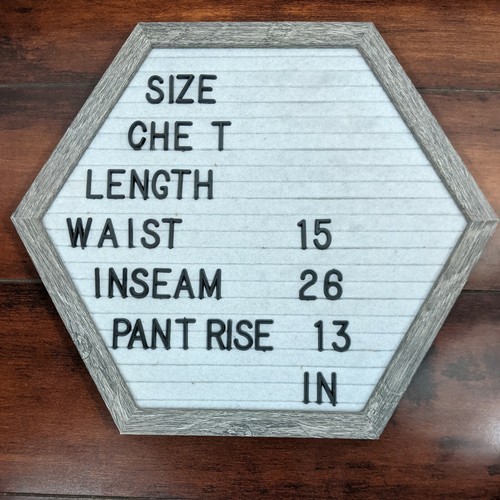 SIZE
CHE T
LENGTH
WAIST 15
INSEAM 26
PANT RISE 13
IN